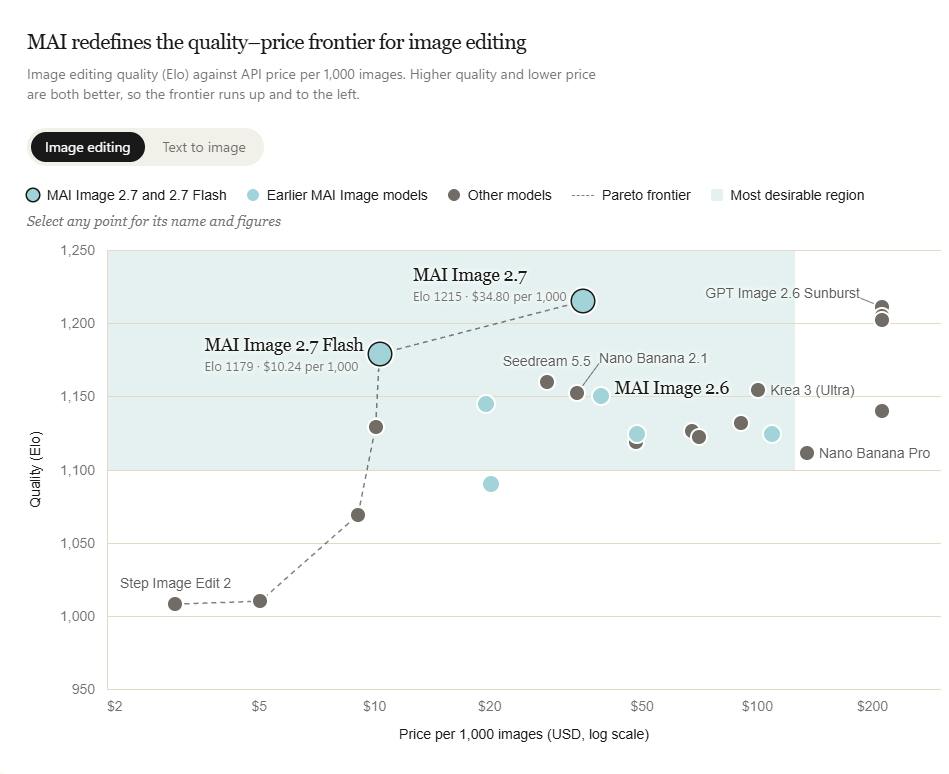 MAI redefines the quality–price frontier for image editing
Image editing quality (Elo) against API price per 1,000 images. Higher quality and lower price
are both better, so the frontier runs up and to the left.
Image editing
Text to image
MAI Image 2.7 and 2.7 Flash
Earlier MAI Image models
Other models
Pareto frontier
Most desirable region
Select any point for its name and figures
1,250
MAI Image 2.7
Elo 1215 · $34.80 per 1,000
GPT Image 2.6 Sunburst
1,200
MAI Image 2.7 Flash
Elo 1179 · $10.24 per 1,000
Seedream 5.5
Nano Banana 2.1
MAI Image 2.6
Krea 3 (Ultra)
1,150
Nano Banana Pro
1,100
Quality (Elo)
1,050
Step Image Edit 2
1,000
950
$2
$5
$10
$20
$50
$100
$200
Price per 1,000 images (USD, log scale)